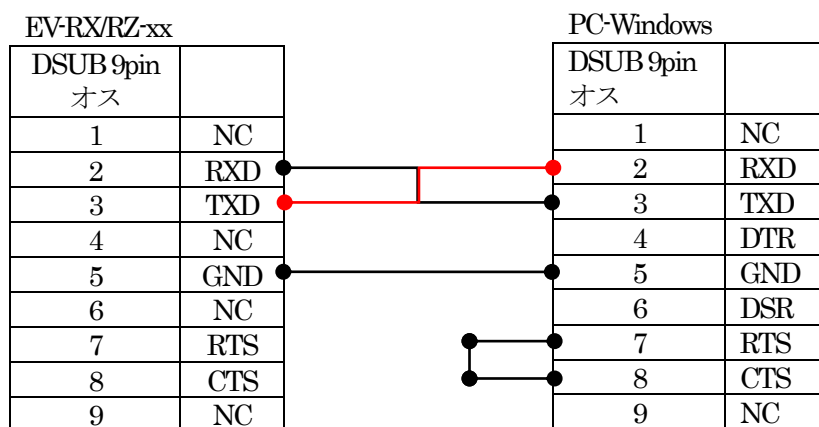 EV-RX/RZ-xx
DSUB 9pin
オス
1 NC
2 RXD
3 TXD
4 NC
5 GND
6 NC
7 RTS
8 CTS
9 NC
PC-Windows
DSUB 9pin
オス
1 NC
2 RXD
3 TXD
4 DTR
5 GND
6 DSR
7 RTS
8 CTS
9 NC